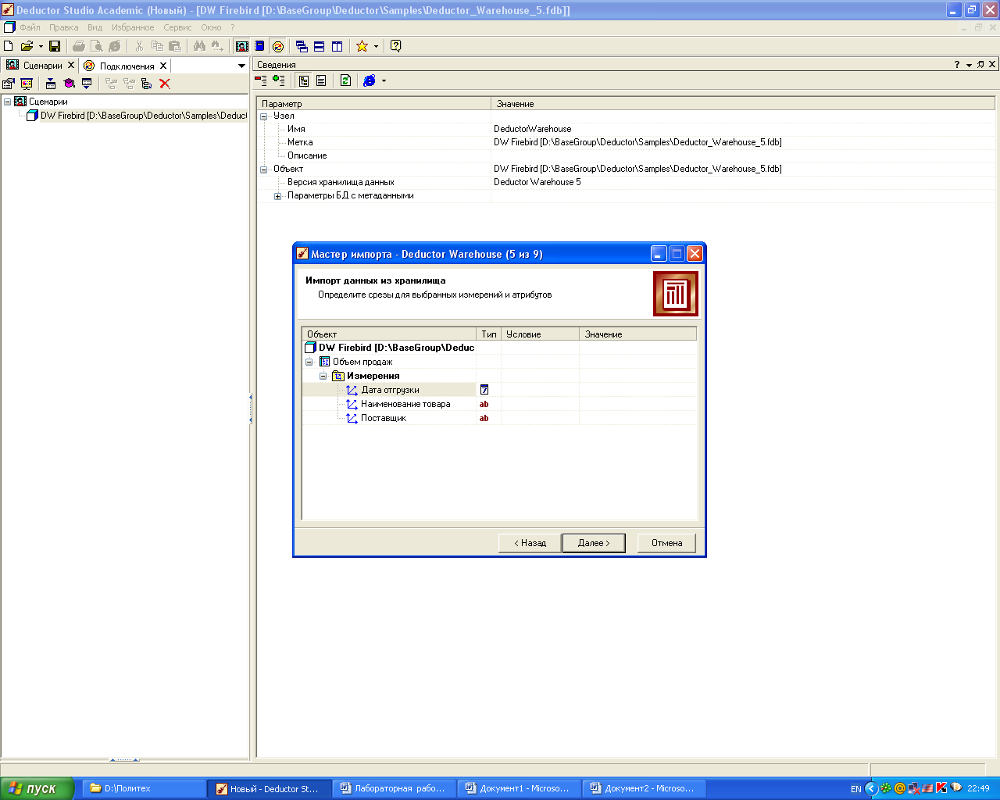 Deductor Studio Academic (Новый) - [DW Firebird [D:\BaseGroup\Deductor\Samples\Deductor_Warehouse_5.fdb]]
Файл Правка Вид Избранное Сервис Окно ?
Сценарии Подключения
Сведения
Сценарии
DW Firebird [D:\BaseGroup\Deductor\Samples\Deduct
Параметр Значение
Узел
Имя DeductorWarehouse
Метка DW Firebird [D:\BaseGroup\Deductor\Samples\Deductor_Warehouse_5.fdb]
Описание
Объект DW Firebird [D:\BaseGroup\Deductor\Samples\Deductor_Warehouse_5.fdb]
Версия хранилища данных Deductor Warehouse 5
Параметры БД с метаданными
Мастер импорта - Deductor Warehouse (5 из 9)
Импорт данных из хранилища
Определите срезы для выбранных измерений и атрибутов
Объект Тип Условие Значение
DW Firebird [D:\BaseGroup\Deduc
Объем продаж
Измерения
Дата отгрузки 7
Наименование товара ab
Поставщик ab
< Назад Далее > Отмена
пуск D:\Политех Новый - Deductor St... Лабораторная рабо... Документ1 - Microso... Документ2 - Microso... EN 22:49